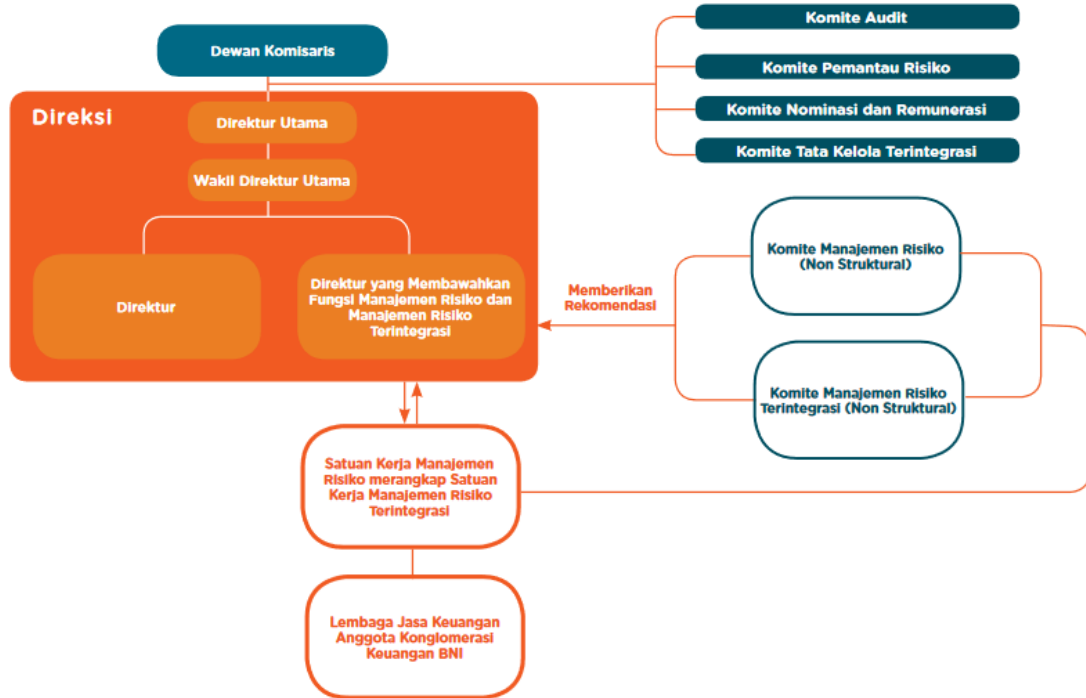 Dewan Komisaris
Komite Audit
Komite Pemantau Risiko
Komite Nominasi dan Remunerasi
Komite Tata Kelola Terintegrasi
Direksi
Direktur Utama
Wakil Direktur Utama
Direktur
Direktur yang Membawahkan
Fungsi Manajemen Risiko dan
Manajemen Risiko
Terintegrasi
Memberikan
Rekomendasi
Komite Manajemen Risiko
(Non Struktural)
Komite Manajemen Risiko
Terintegrasi (Non Struktural)
Satuan Kerja Manajemen
Risiko merangkap Satuan
Kerja Manajemen Risiko
Terintegrasi
Lembaga Jasa Keuangan
Anggota Konglomerasi
Keuangan BNI